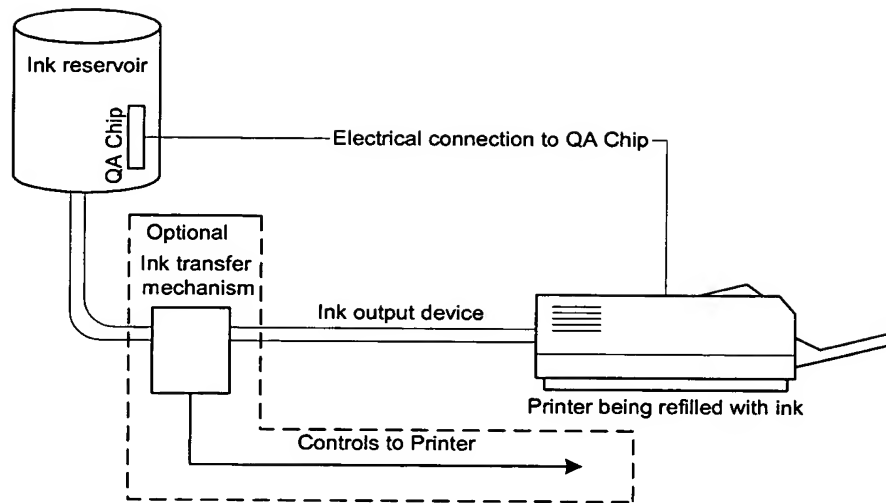 Ink reservoir
QA Chip
Electrical connection to QA Chip
Optional
Ink transfer
mechanism
Ink output device
Printer being refilled with ink
Controls to Printer